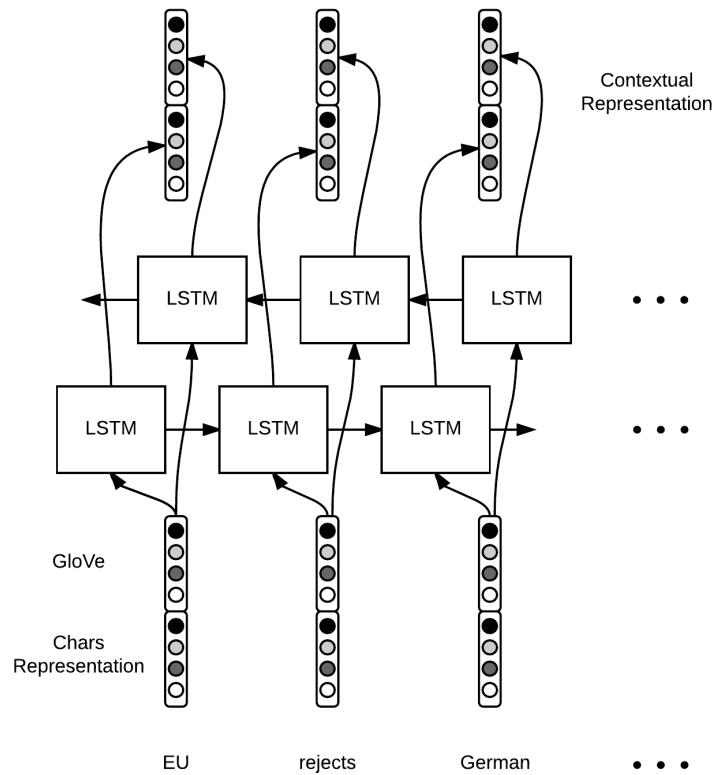 Contextual
Representation
LSTM LSTM LSTM • • •
LSTM LSTM LSTM • • •
GloVe
Chars
Representation
EU rejects German • • •